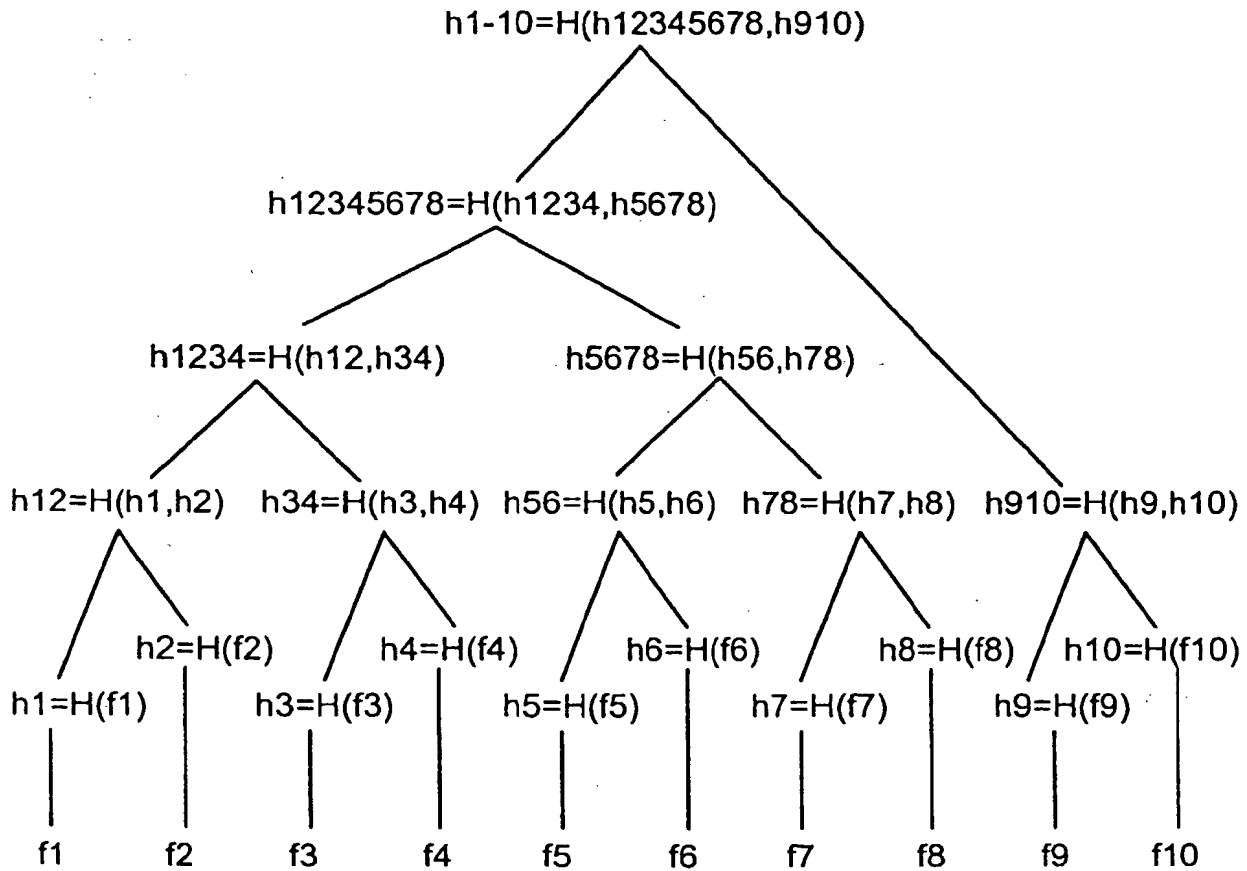 h1-10=H(h12345678,h910)
h12345678=H(h1234,h5678)
h1234=H(h12,h34) h5678=H(h56,h78)
h12=H(h1,h2) h34=H(h3,h4) h56=H(h5,h6) h78=H(h7,h8) h910=H(h9,h10)
h2=H(f2) h4=H(f4) h6=H(f6) h8=H(f8) h10=H(f10)
h1=H(f1) h3=H(f3) h5=H(f5) h7=H(f7) h9=H(f9)
f1 f2 f3 f4 f5 f6 f7 f8 f9 f10